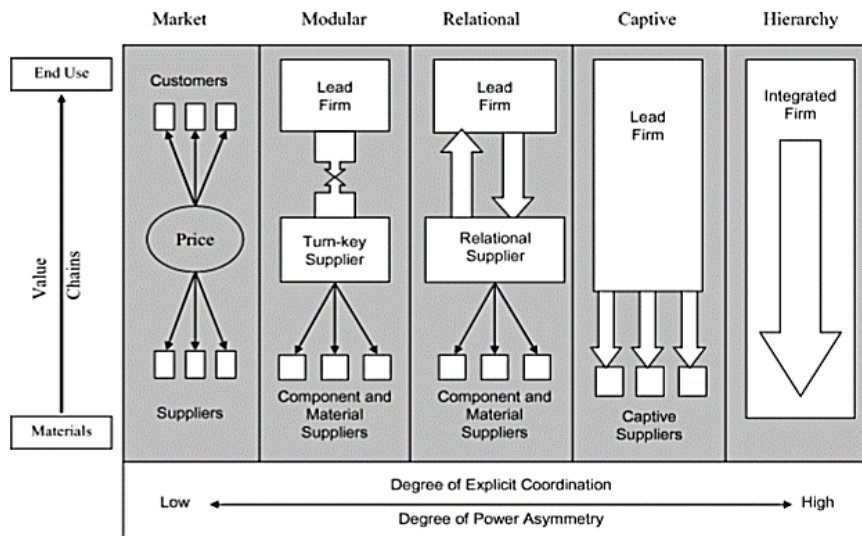 Market
Modular
Relational
Captive
Hierarchy
End Use
Value
Chains
Materials
Customers
Price
Suppliers
Lead
Firm
Turn-key
Supplier
Component and
Material
Suppliers
Lead
Firm
Relational
Supplier
Component and
Material
Suppliers
Lead
Firm
Captive
Suppliers
Integrated
Firm
Degree of Explicit Coordination
Low
High
Degree of Power Asymmetry